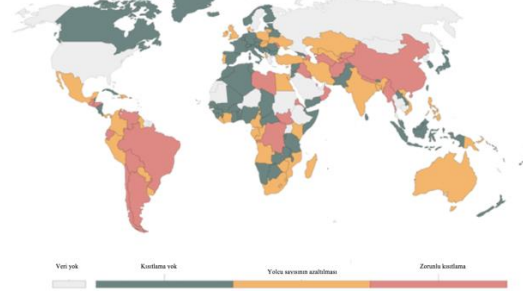 Veri yok
Kısıtlama yok
Yolcu sayısının azaltılması
Zorunlu kısıtlama